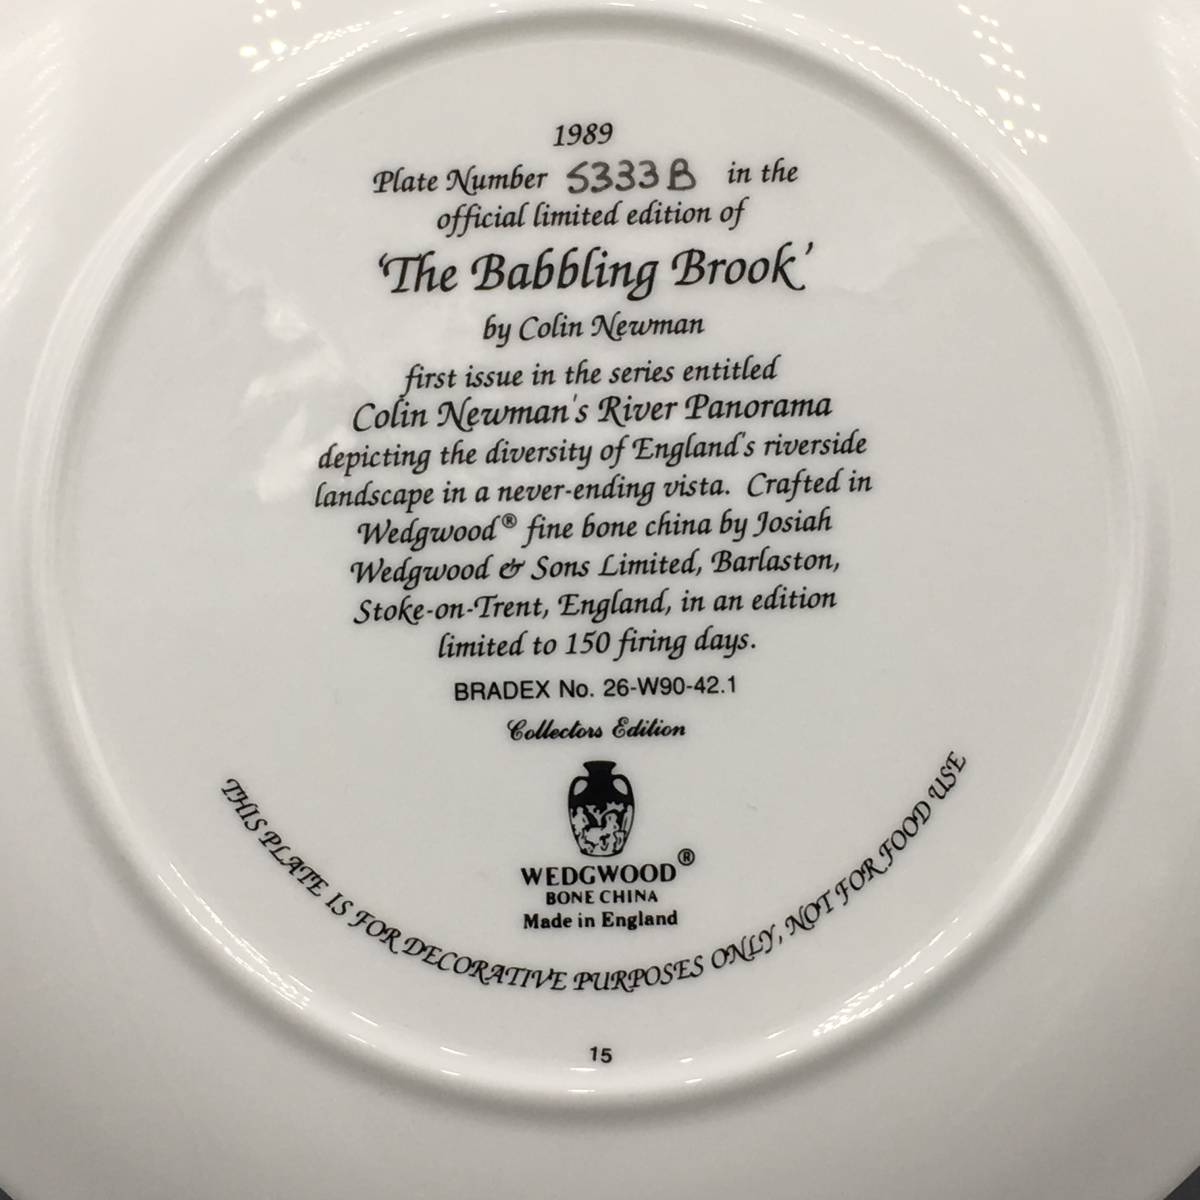 1989
Plate Number 5333B in the
official limited edition of
‘The Babbling Brook’
by Colin Newman
first issue in the series entitled
Colin Newman's River Panorama
depicting the diversity of England's riverside
landscape in a never-ending vista. Crafted in
Wedgwood® fine bone china by Josiah
Wedgwood & Sons Limited, Barlaston,
Stoke-on-Trent, England, in an edition
limited to 150 firing days.
BRADEX No. 26-W90-42.1
Collectors Edition
WEDGWOOD®
BONE CHINA
Made in England
THIS PLATE IS FOR DECORATIVE PURPOSES ONLY, NOT FOR FOOD USE
15